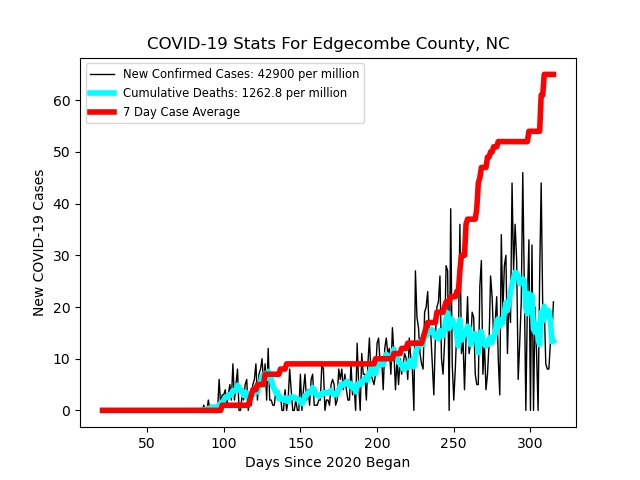 COVID-19 Stats For Edgecombe County, NC
New Confirmed Cases: 42900 per million
Cumulative Deaths: 1262.8 per million
7 Day Case Average
New COVID-19 Cases
60
50
40
30
20
10
0
50
100
150
200
250
300
Days Since 2020 Began